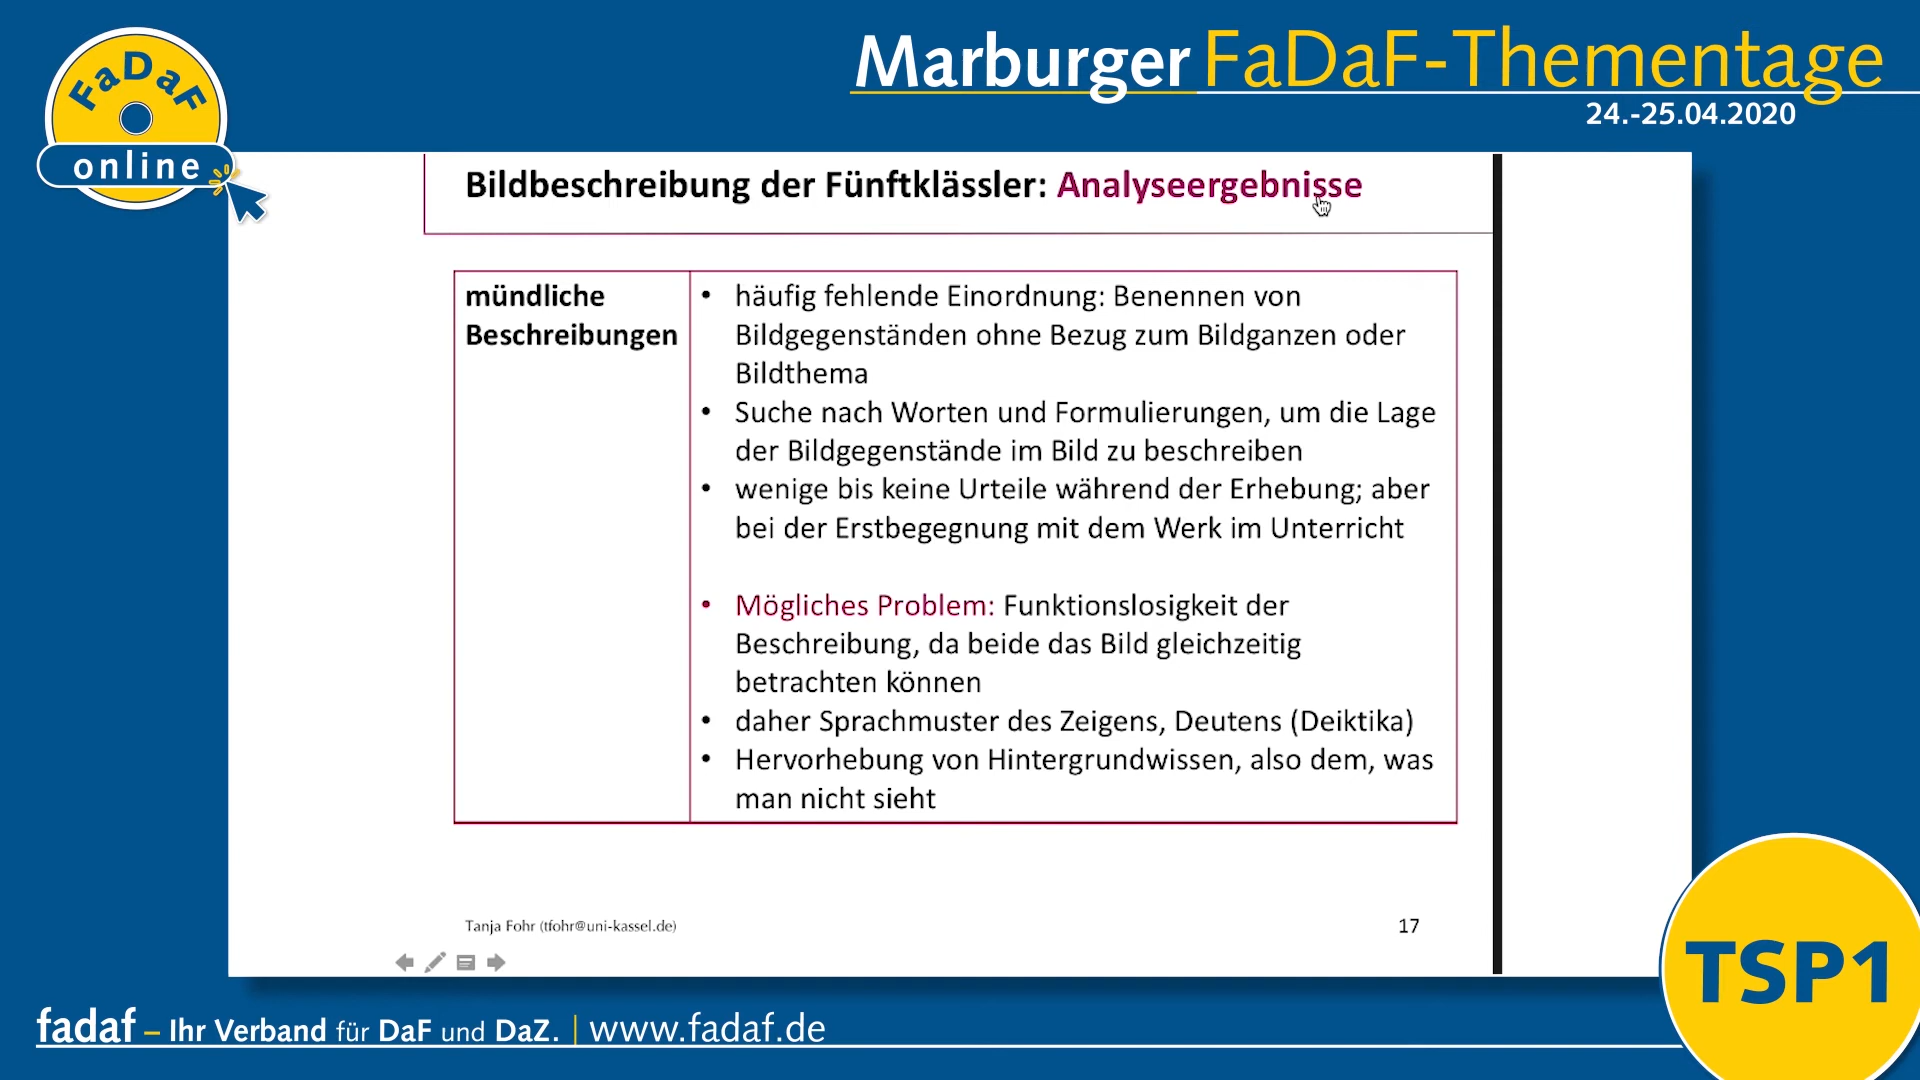 FaDaF
online
Marburger FaDaF-Thementage
24.-25.04.2020
Bildbeschreibung der Fünftklässler: Analyseergebnisse
mündliche
Beschreibungen
• häufig fehlende Einordnung: Benennen von
Bildgegenständen ohne Bezug zum Bildganzen oder
Bildthema
• Suche nach Worten und Formulierungen, um die Lage
der Bildgegenstände im Bild zu beschreiben
• wenige bis keine Urteile während der Erhebung; aber
bei der Erstbegegnung mit dem Werk im Unterricht
• Mögliches Problem: Funktionslosigkeit der
Beschreibung, da beide das Bild gleichzeitig
betrachten können
• daher Sprachmuster des Zeigens, Deutens (Deiktika)
• Hervorhebung von Hintergrundwissen, also dem, was
man nicht sieht
Tanja Fohr (tfohr@uni-kassel.de)
17
TSP1
fadaf – Ihr Verband für DaF und DaZ. | www.fadaf.de